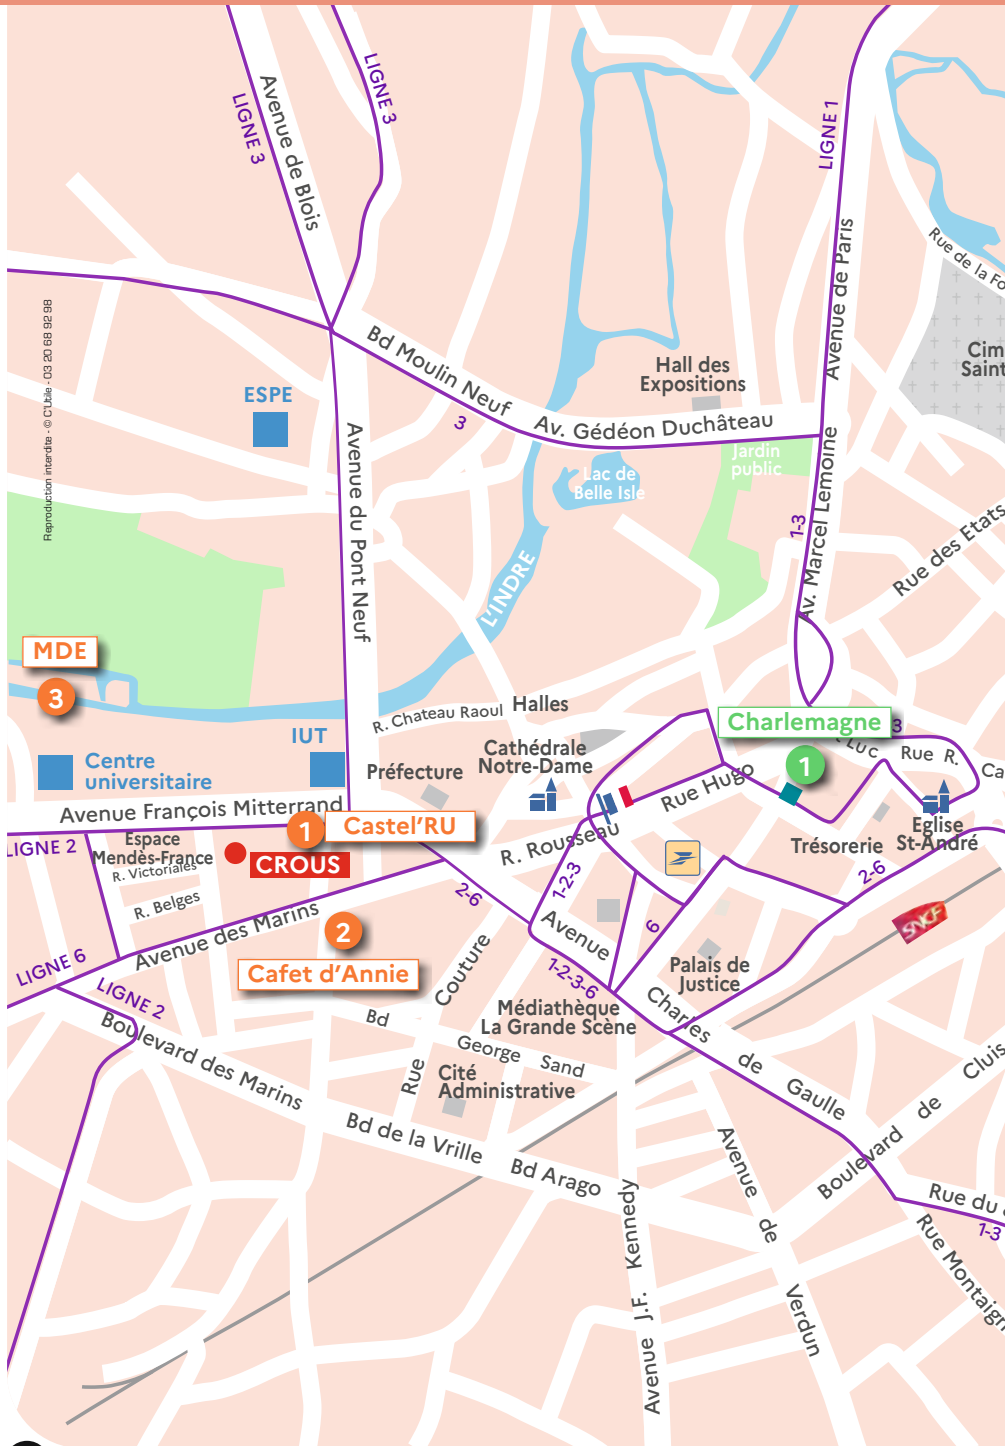 LIGNE 3
LIGNE 3
Avenue de Blois
LIGNE 1
Avenue de Paris
Rue de la Fo
Cim
Saint
Reproduction interdite - © C'Utile - 03 20 68 92 98
Bd Moulin Neuf
Hall des
Expositions
ESPE
3
Av. Gédéon Duchâteau
Jardin
public
Lac de
Belle Isle
Avenue du Pont Neuf
Av. Marcel Lemoine
1-3
Rue des Etats
L'INDRE
MDE
3
R. Chateau Raoul
Halles
Charlemagne
3
1
Luc
Rue R.
Ca
IUT
Centre
universitaire
Préfecture
Cathédrale
Notre-Dame
Rue Hugo
Avenue François Mitterrand
1
Castel'RU
R. Rousseau
Trésorerie
Eglise
St-André
LIGNE 2
Espace
Mendès-France
CROUS
R. Victoriales
R. Belges
2-6
1-2-3
2-6
SNCF
Avenue des Marins
2
Avenue
6
Cafet d'Annie
LIGNE 6
LIGNE 2
1-2-3-6
Palais de
Justice
Rue Couture
Médiathèque
La Grande Scène
Charles de Gaulle
Bd George Sand
Boulevard des Marins
Cité
Administrative
Boulevard de Cluis
Bd de la Vrille
Bd Arago
Avenue de Verdun
Avenue J.F. Kennedy
Rue du
1-3
Rue Montaign